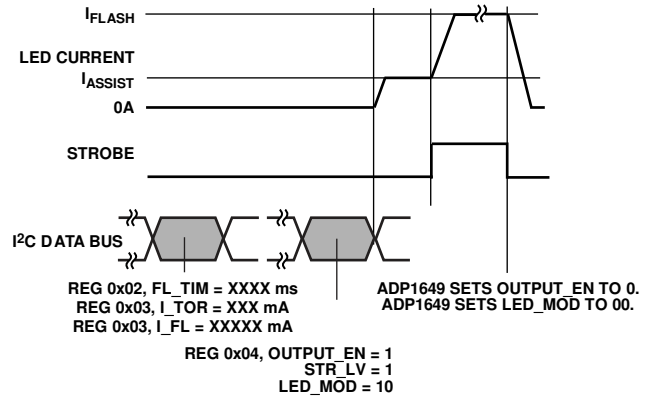 IFLASH
LED CURRENT
IASSIST
0A
STROBE
I2C DATA BUS
REG 0x02, FL_TIM = XXXX ms
REG 0x03, I_TOR = XXX mA
REG 0x03, I_FL = XXXXX mA
ADP1649 SETS OUTPUT_EN TO 0.
ADP1649 SETS LED_MOD TO 00.
REG 0x04, OUTPUT_EN = 1
STR_LV = 1
LED_MOD = 10